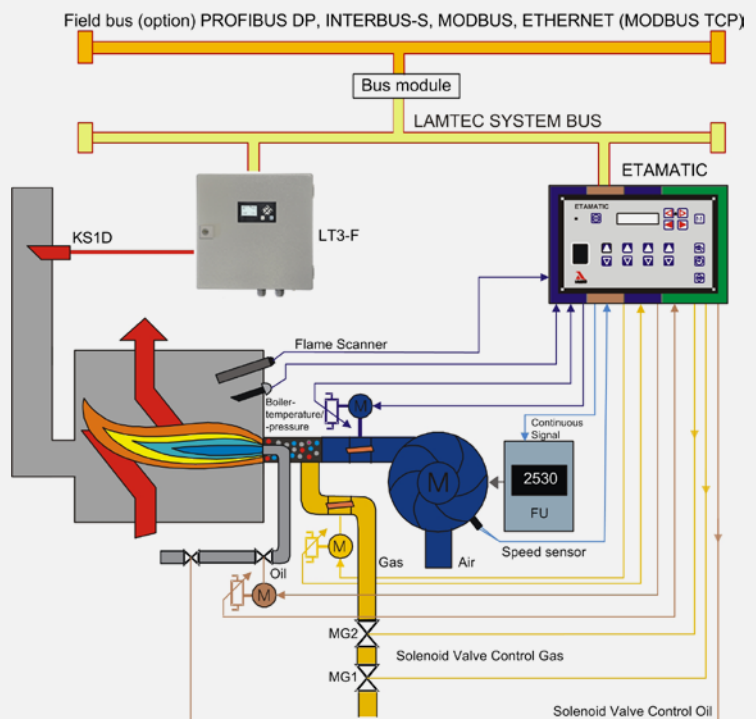 Field bus (option) PROFIBUS DP, INTERBUS-S, MODBUS, ETHERNET (MODBUS TCP)
Bus module
LAMTEC SYSTEM BUS
ETAMATIC
ETAMATIC
KS1D
LT3-F
Flame Scanner
Boiler-
temperature/
-pressure
M
Continuous
Signal
2530
FU
M
Speed sensor
M
Gas
Air
Oil
M
MG2
Solenoid Valve Control Gas
MG1
Solenoid Valve Control Oil